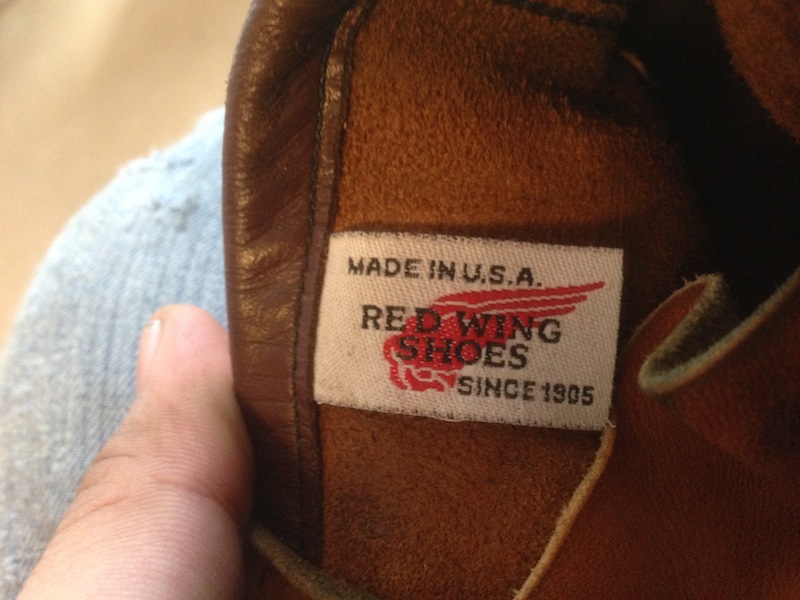 MADE IN U.S.A.
RED WING
SHOES
SINCE 1905